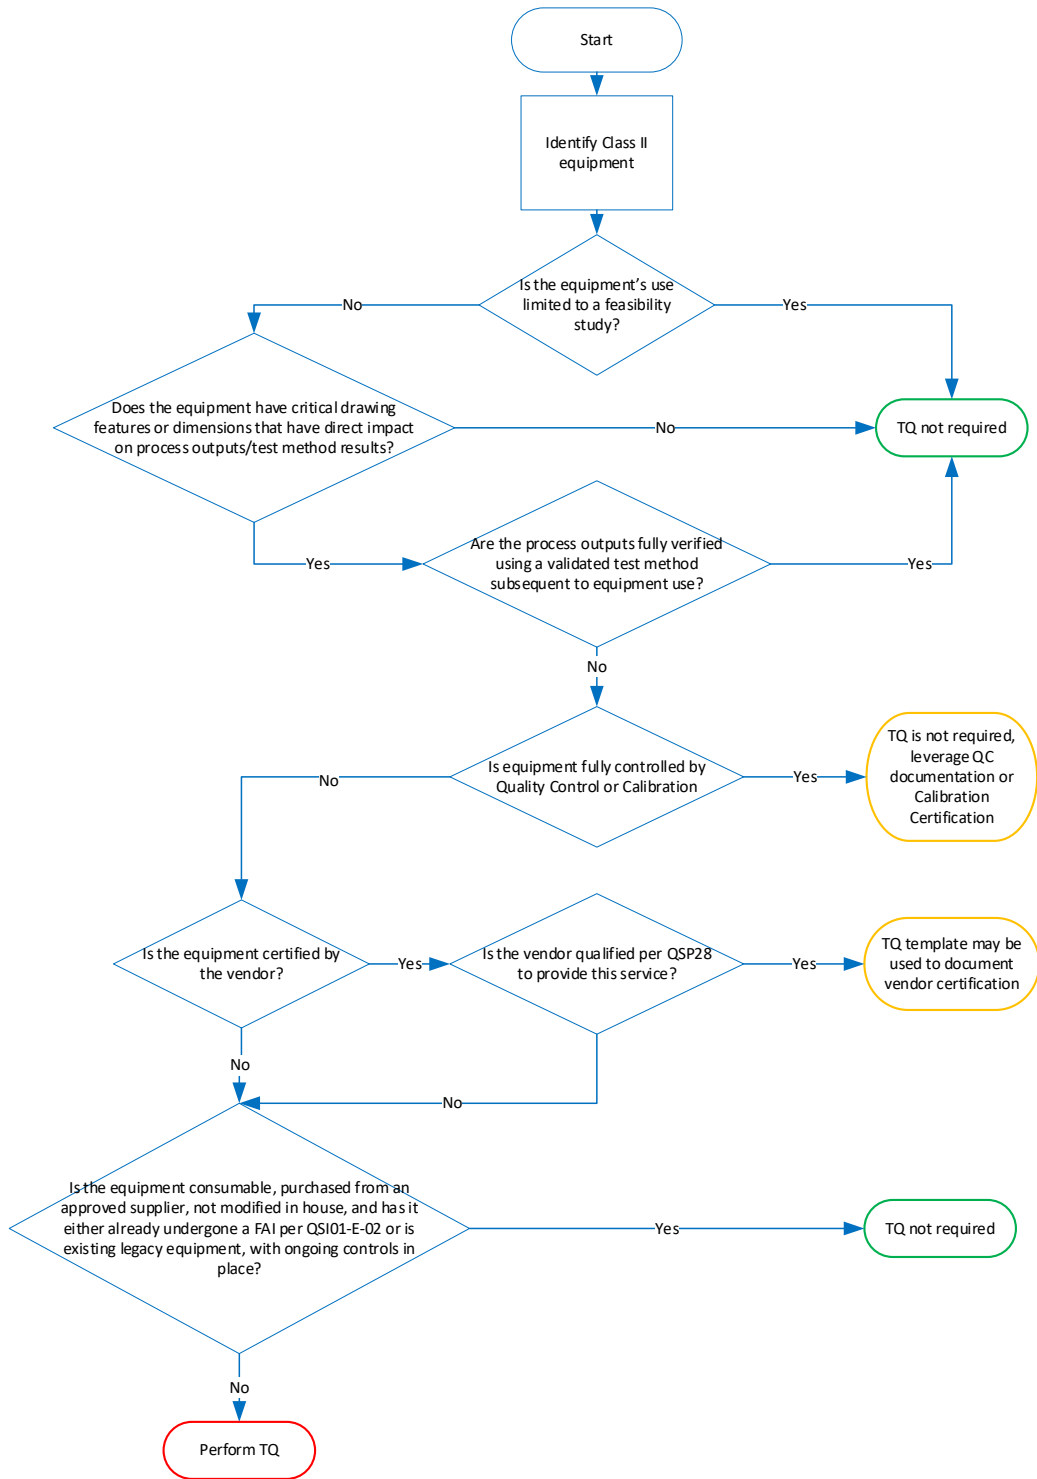 Start
Identify Class II
equipment
Is the equipment's use
limited to a feasibility
study?
No
Yes
Does the equipment have critical drawing
features or dimensions that have direct impact
on process outputs/test method results?
No
TQ not required
Yes
Are the process outputs fully verified
using a validated test method
subsequent to equipment use?
Yes
No
Is equipment fully controlled by
Quality Control or Calibration
No
Yes
TQ is not required,
leverage QC
documentation or
Calibration
Certification
Is the equipment certified by
the vendor?
Yes
Is the vendor qualified per QSP28
to provide this service?
Yes
TQ template may be
used to document
vendor certification
No
No
Is the equipment consumable, purchased from an
approved supplier, not modified in house, and has it
either already undergone a FAI per QSI01-E-02 or is
existing legacy equipment, with ongoing controls in
place?
Yes
TQ not required
No
Perform TQ